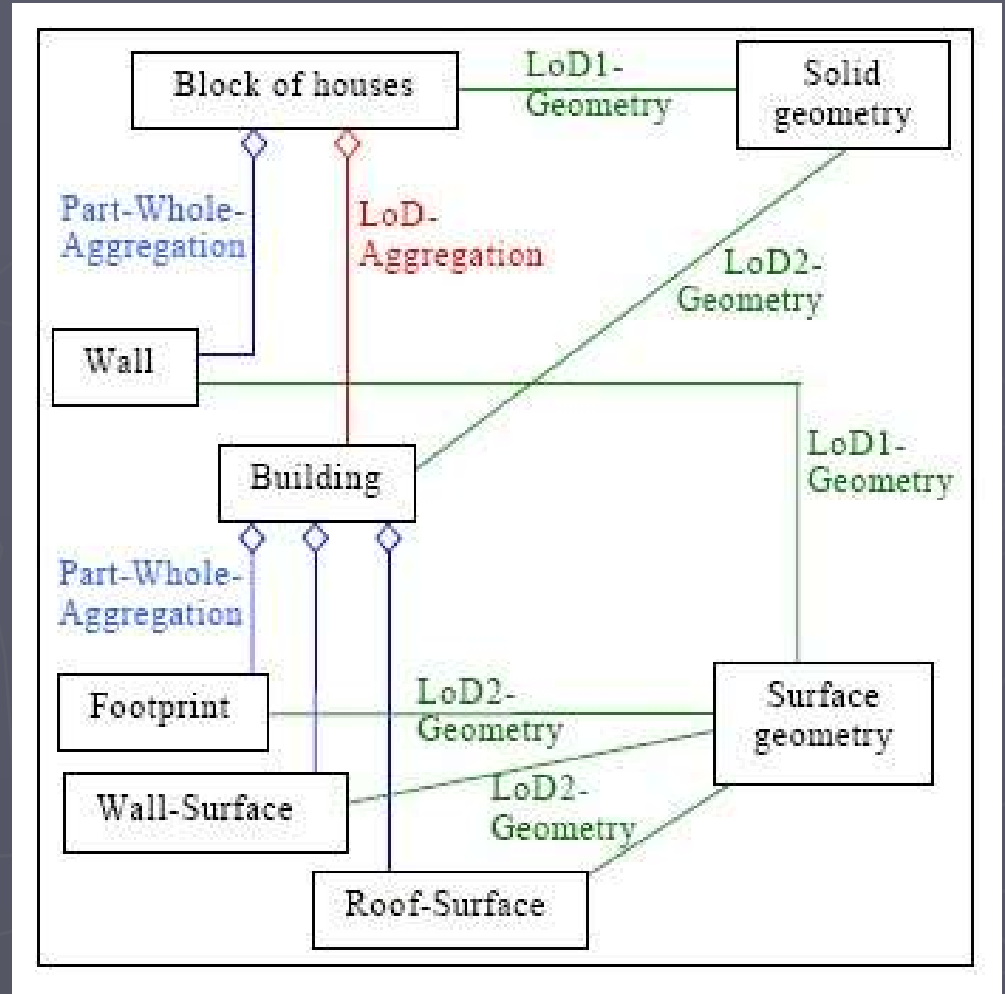 Block of houses
LoD1-
Geometry
Solid
geometry
Part-Whole-
Aggregation
LoD-
Aggregation
LoD2-
Geometry
Wall
LoD1-
Geometry
Building
Part-Whole-
Aggregation
Footprint
LoD2-
Geometry
Surface
geometry
Wall-Surface
LoD2-
Geometry
Roof-Surface